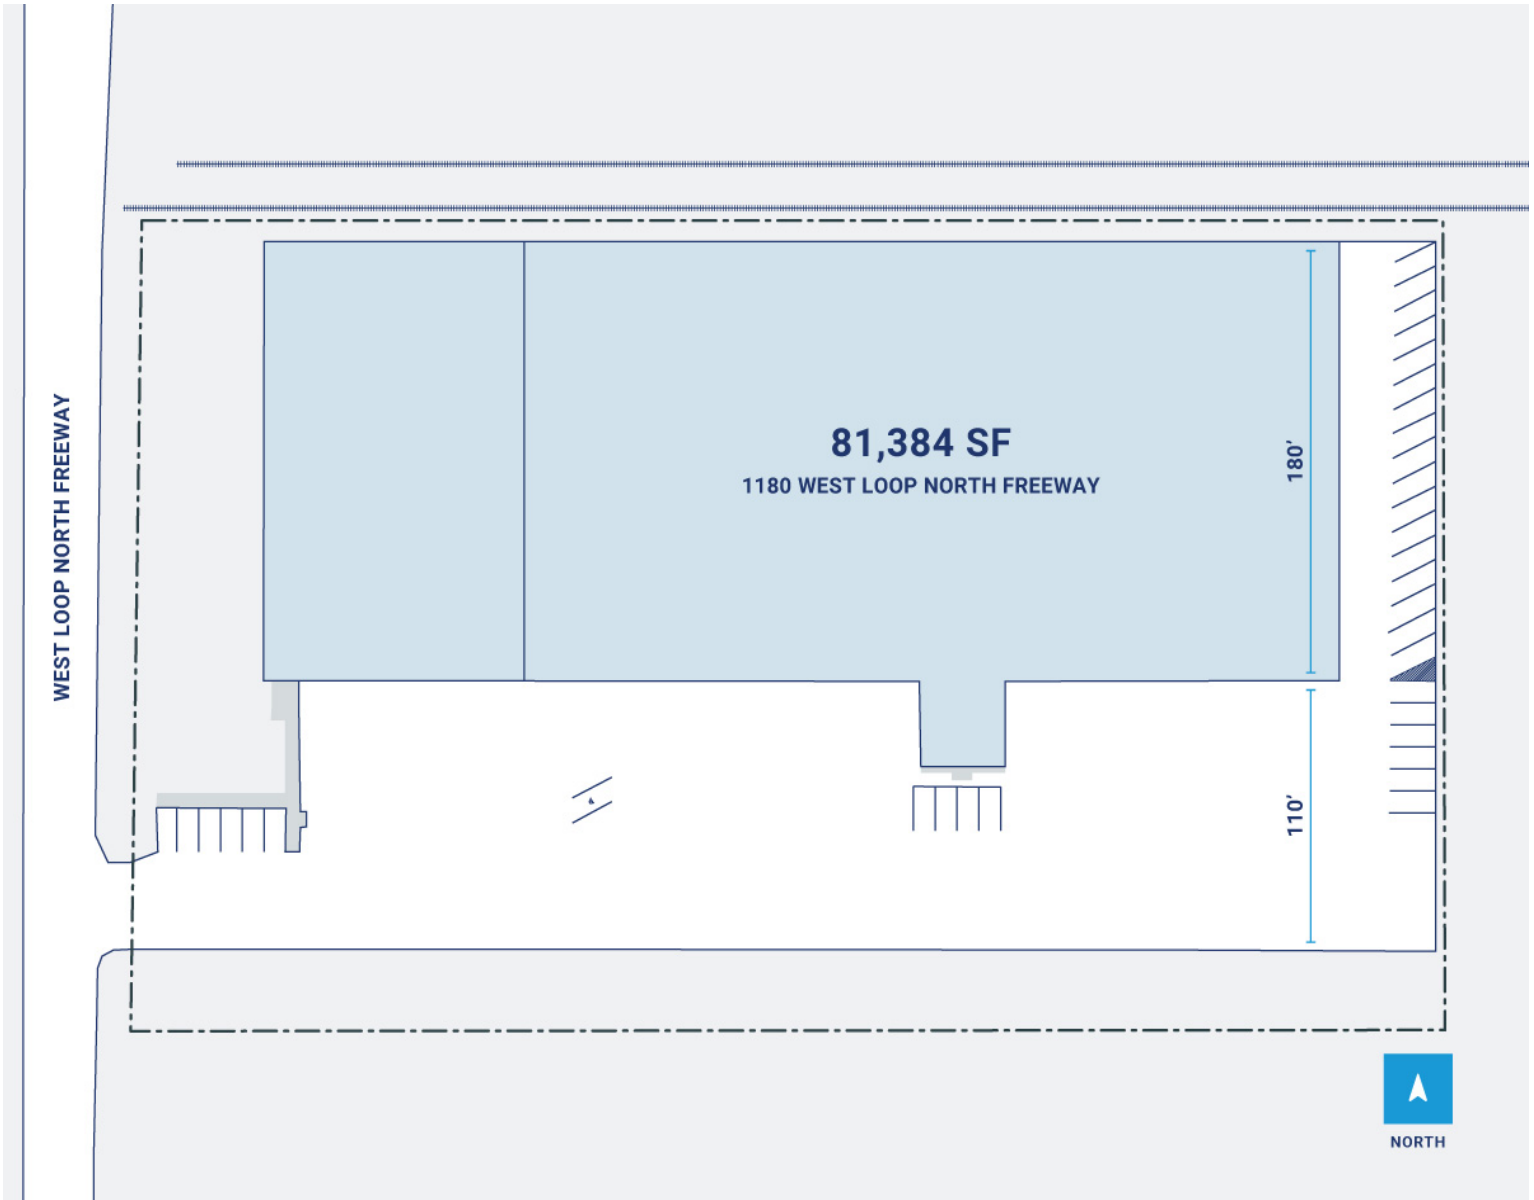 WEST LOOP NORTH FREEWAY
81,384 SF
1180 WEST LOOP NORTH FREEWAY
180'
110'
NORTH